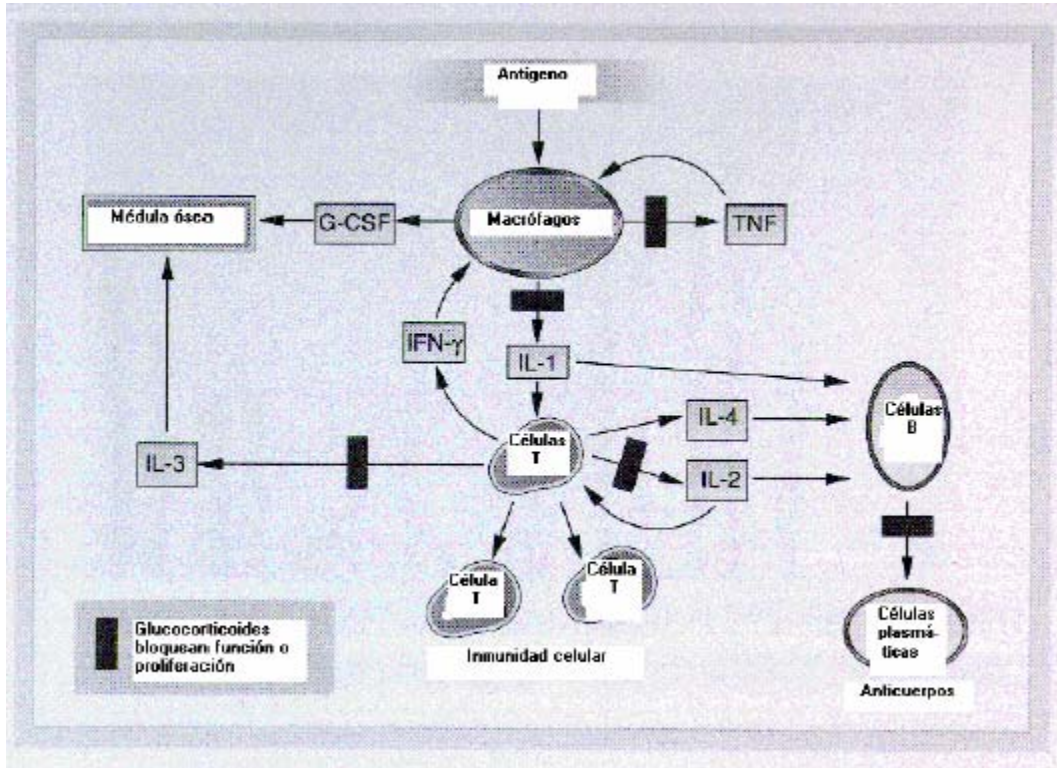 Antígeno
Médula ósea
G-CSF
Macrófagos
TNF
IFN-γ
IL-1
Células
T
IL-4
Células
B
IL-3
IL-2
Célula
T
Célula
T
Células
plasmá-
ticas
Glucocorticoides
bloquean función o
proliferación
Inmunidad celular
Anticuerpos